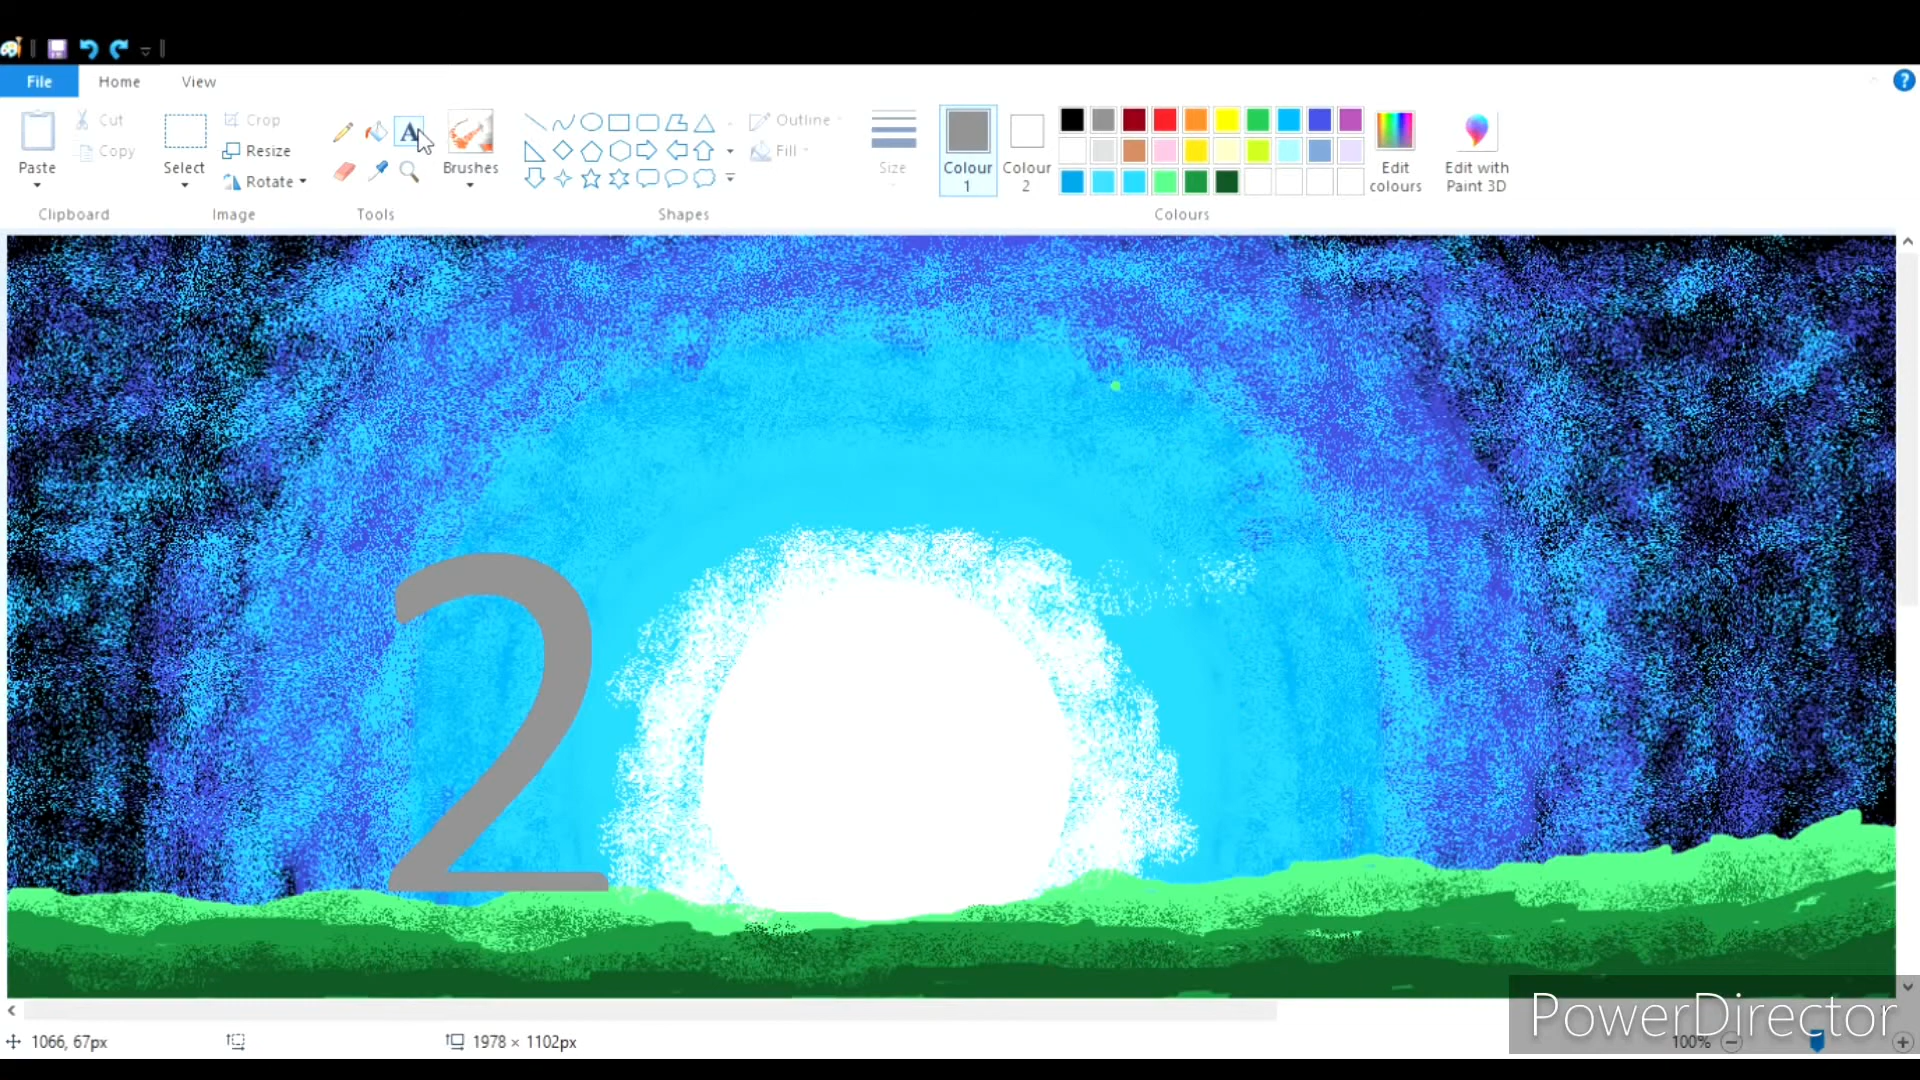 File Home View
Cut
Copy
Paste
Clipboard
Select
Crop
Resize
Rotate
Image
A
Tools
Brushes
Shapes
Outline
Fill
Size
Colour
1
Colour
2
Colours
Edit
colours
Edit with
Paint 3D
?
2
PowerDirector
1066, 67px
1978 × 1102px
100%